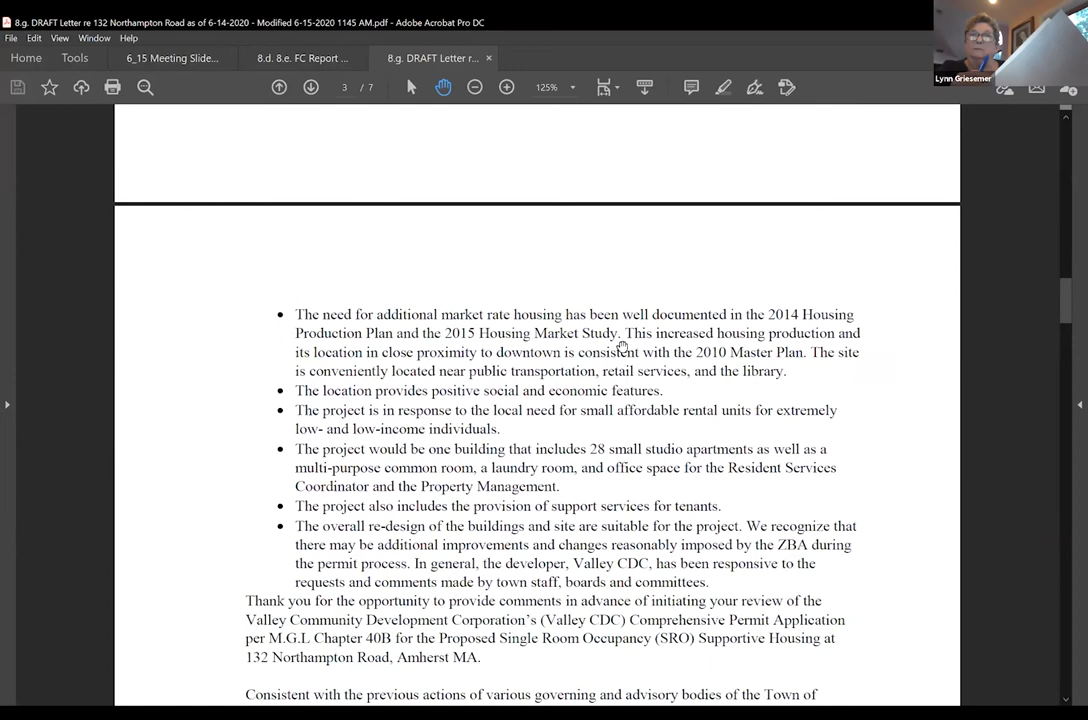 8.g. DRAFT Letter re 132 Northampton Road as of 6-14-2020 - Modified 6-15-2020 1145 AM.pdf - Adobe Acrobat Pro DC
File Edit View Window Help
Home Tools 6_15 Meeting Slide... 8.d. 8.e. FC Report ... 8.g. DRAFT Letter r... ×
3 / 7 125%
Lynn Griesemer
• The need for additional market rate housing has been well documented in the 2014 Housing
Production Plan and the 2015 Housing Market Study. This increased housing production and
its location in close proximity to downtown is consistent with the 2010 Master Plan. The site
is conveniently located near public transportation, retail services, and the library.
• The location provides positive social and economic features.
• The project is in response to the local need for small affordable rental units for extremely
low- and low-income individuals.
• The project would be one building that includes 28 small studio apartments as well as a
multi-purpose common room, a laundry room, and office space for the Resident Services
Coordinator and the Property Management.
• The project also includes the provision of support services for tenants.
• The overall re-design of the buildings and site are suitable for the project. We recognize that
there may be additional improvements and changes reasonably imposed by the ZBA during
the permit process. In general, the developer, Valley CDC, has been responsive to the
requests and comments made by town staff, boards and committees.
Thank you for the opportunity to provide comments in advance of initiating your review of the
Valley Community Development Corporation's (Valley CDC) Comprehensive Permit Application
per M.G.L Chapter 40B for the Proposed Single Room Occupancy (SRO) Supportive Housing at
132 Northampton Road, Amherst MA.
Consistent with the previous actions of various governing and advisory bodies of the Town of